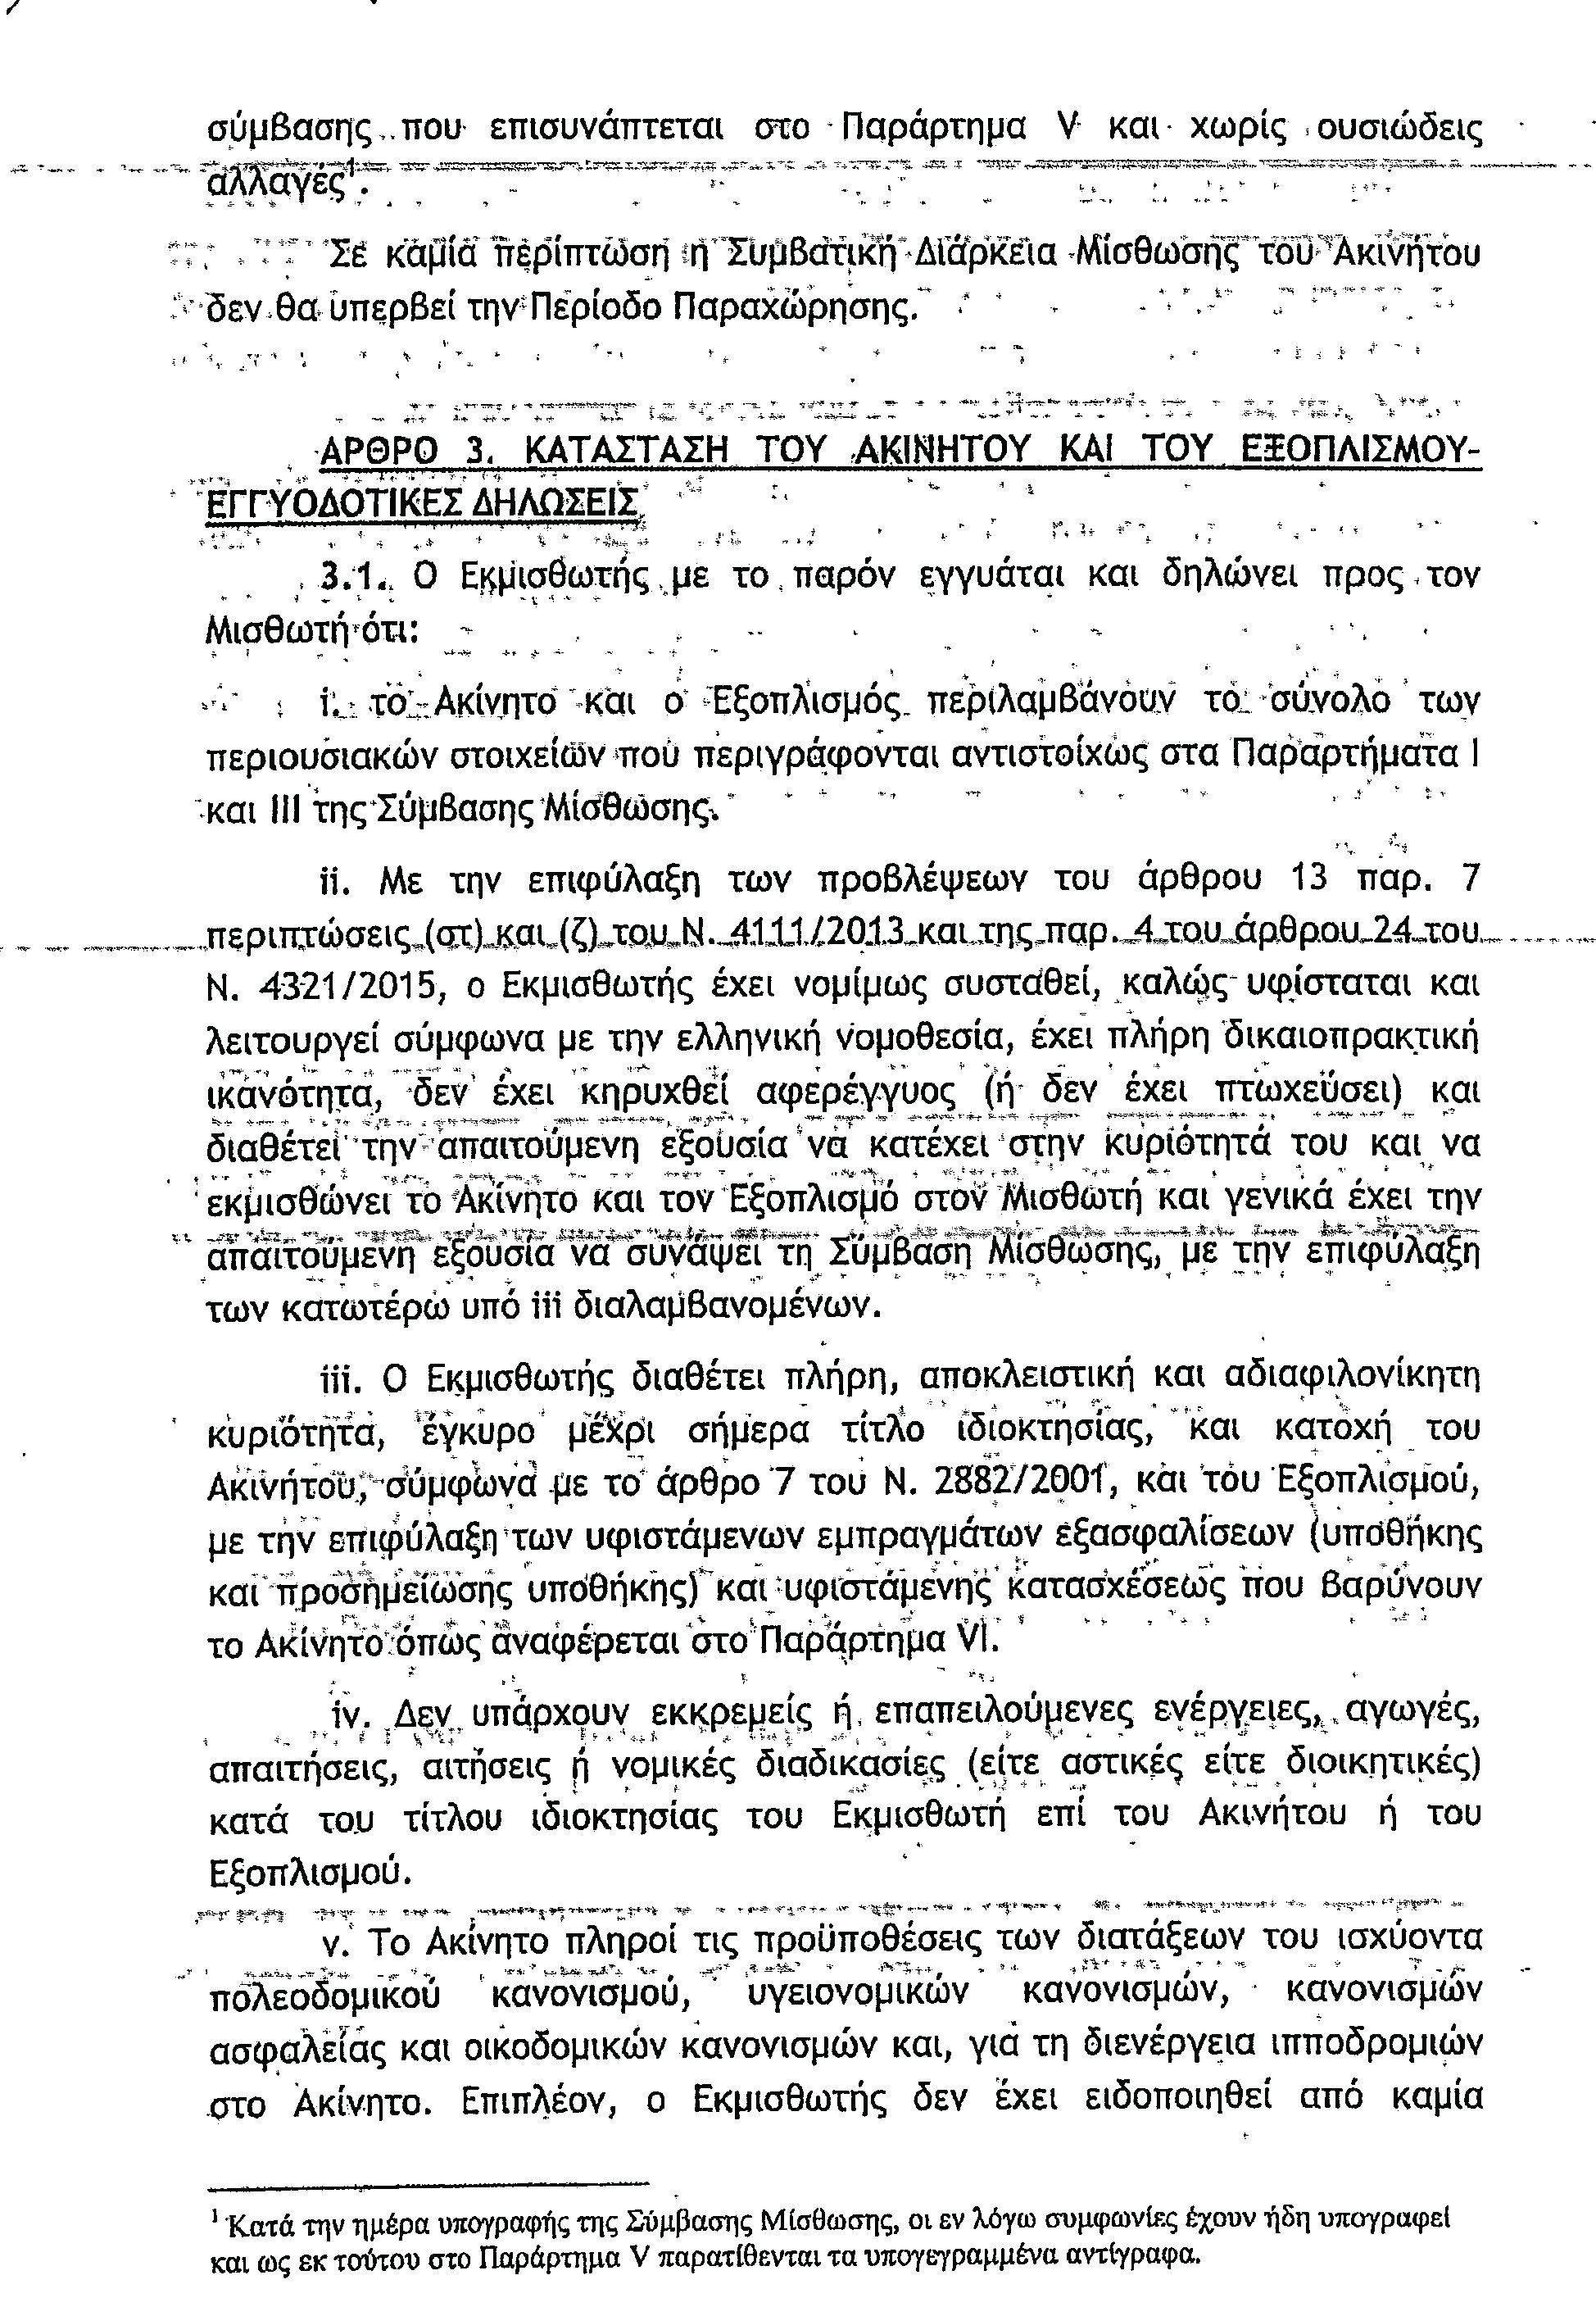 σύμβασης που επισυνάπτεται στο Παράρτημα V και χωρίς ουσιώδεις
αλλαγές¹.
Σε καμία περίπτωση η Συμβατική Διάρκεια Μίσθωσης του Ακινήτου
δεν θα υπερβεί την Περίοδο Παραχώρησης.
ΑΡΘΡΟ 3. ΚΑΤΑΣΤΑΣΗ ΤΟΥ ΑΚΙΝΗΤΟΥ ΚΑΙ ΤΟΥ ΕΞΟΠΛΙΣΜΟΥ-
ΕΓΓΥΟΔΟΤΙΚΕΣ ΔΗΛΩΣΕΙΣ
3.1. Ο Εκμισθωτής με το παρόν εγγυάται και δηλώνει προς τον
Μισθωτή ότι:
i. το Ακίνητο και ο Εξοπλισμός περιλαμβάνουν το σύνολο των
περιουσιακών στοιχείων που περιγράφονται αντιστοίχως στα Παραρτήματα Ι
και ΙΙΙ της Σύμβασης Μίσθωσης.
ii. Με την επιφύλαξη των προβλέψεων του άρθρου 13 παρ. 7
περιπτώσεις (στ) και (ζ) του Ν. 4111/2013 και της παρ. 4 του άρθρου 24 του
Ν. 4321/2015, ο Εκμισθωτής έχει νομίμως συσταθεί, καλώς υφίσταται και
λειτουργεί σύμφωνα με την ελληνική νομοθεσία, έχει πλήρη δικαιοπρακτική
ικανότητα, δεν έχει κηρυχθεί αφερέγγυος (ή δεν έχει πτωχεύσει) και
διαθέτει την απαιτούμενη εξουσία να κατέχει στην κυριότητά του και να
εκμισθώνει το Ακίνητο και τον Εξοπλισμό στον Μισθωτή και γενικά έχει την
απαιτούμενη εξουσία να συνάψει τη Σύμβαση Μίσθωσης, με την επιφύλαξη
των κατωτέρω υπό iii διαλαμβανομένων.
iii. Ο Εκμισθωτής διαθέτει πλήρη, αποκλειστική και αδιαφιλονίκητη
κυριότητα, έγκυρο μέχρι σήμερα τίτλο ιδιοκτησίας, και κατοχή του
Ακινήτου, σύμφωνα με το άρθρο 7 του Ν. 2882/2001, και του Εξοπλισμού,
με την επιφύλαξη των υφιστάμενων εμπραγμάτων εξασφαλίσεων (υποθήκης
και προσημείωσης υποθήκης) και υφιστάμενης κατασχέσεως που βαρύνουν
το Ακίνητο όπως αναφέρεται στο Παράρτημα VI.
iv. Δεν υπάρχουν εκκρεμείς ή επαπειλούμενες ενέργειες, αγωγές,
απαιτήσεις, αιτήσεις ή νομικές διαδικασίες (είτε αστικές είτε διοικητικές)
κατά του τίτλου ιδιοκτησίας του Εκμισθωτή επί του Ακινήτου ή του
Εξοπλισμού.
v. Το Ακίνητο πληροί τις προϋποθέσεις των διατάξεων του ισχύοντα
πολεοδομικού κανονισμού, υγειονομικών κανονισμών, κανονισμών
ασφαλείας και οικοδομικών κανονισμών και, για τη διενέργεια ιπποδρομιών
στο Ακίνητο. Επιπλέον, ο Εκμισθωτής δεν έχει ειδοποιηθεί από καμία
¹ Κατά την ημέρα υπογραφής της Σύμβασης Μίσθωσης, οι εν λόγω συμφωνίες έχουν ήδη υπογραφεί
και ως εκ τούτου στο Παράρτημα V παρατίθενται τα υπογεγραμμένα αντίγραφα.